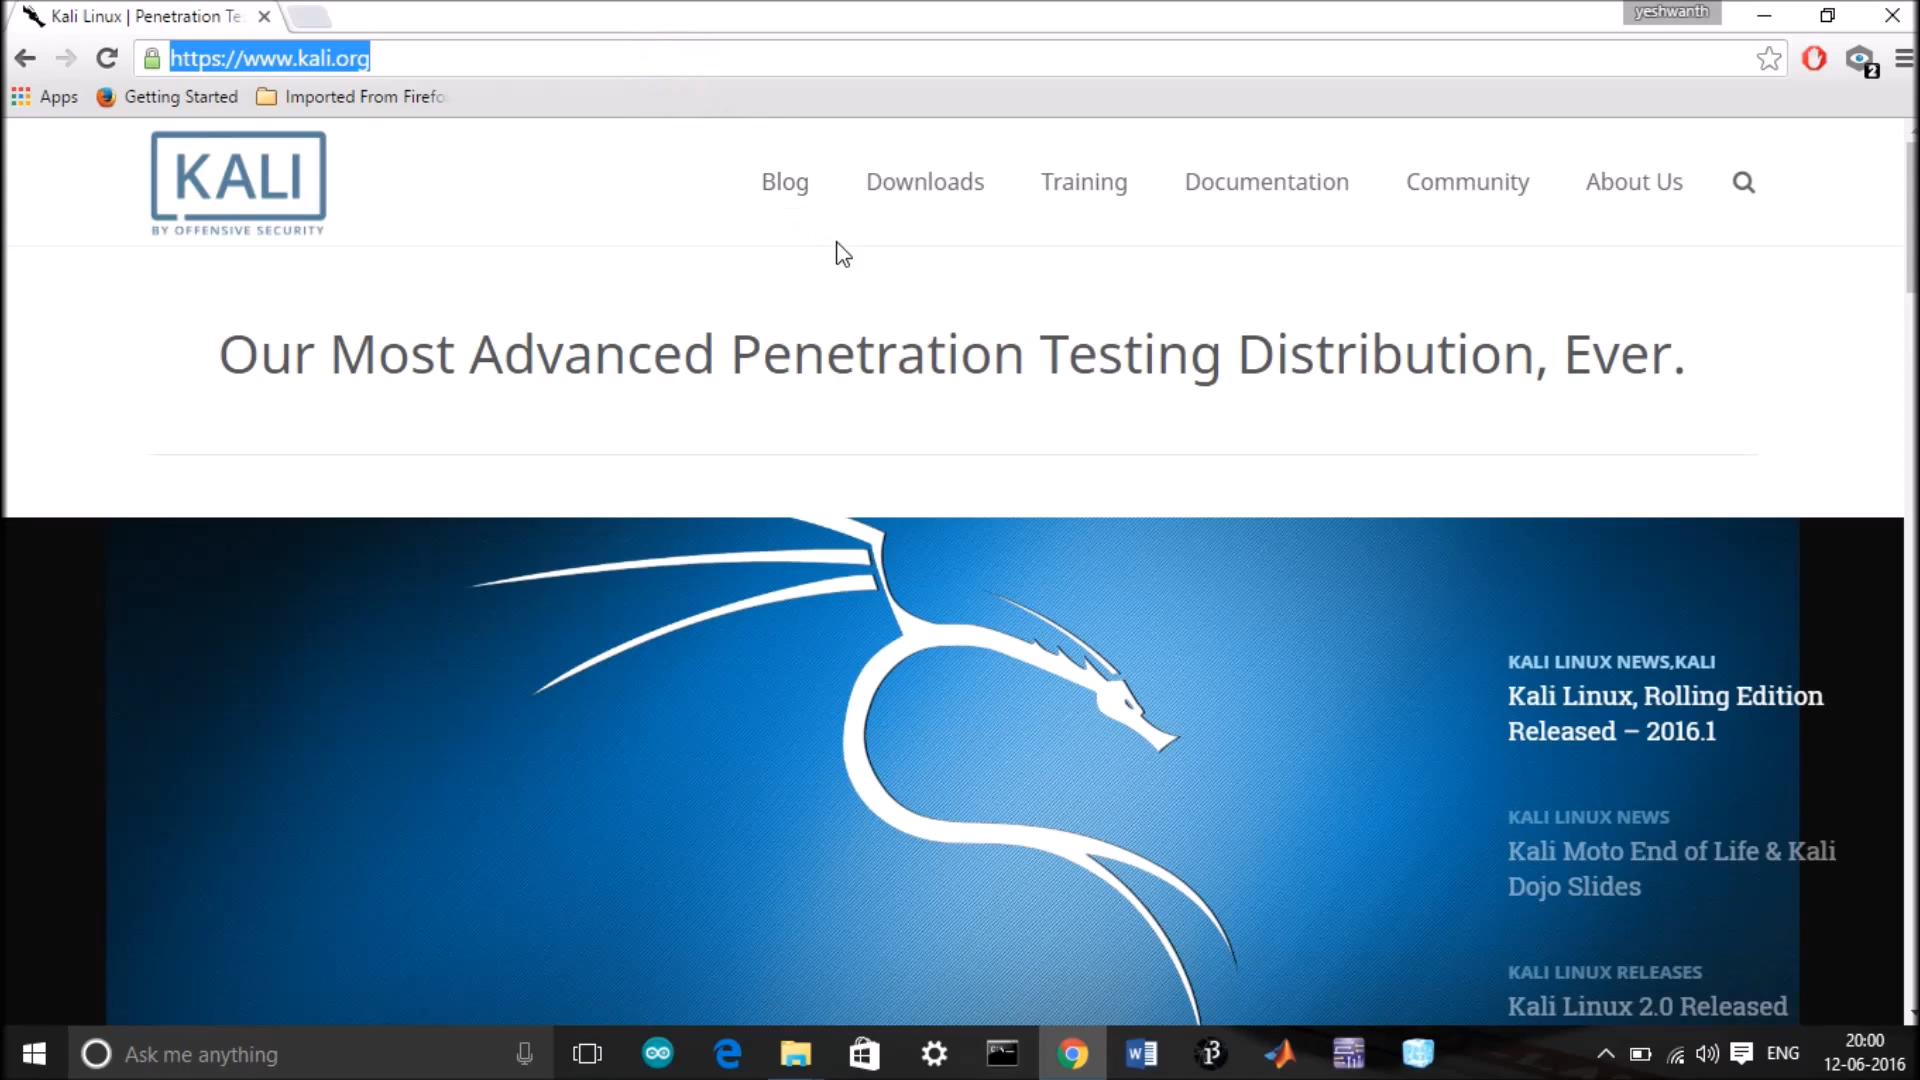 Kali Linux | Penetration Te
yeshwanth
https://www.kali.org
2
Apps
Getting Started
Imported From Firefo
KALI
BY OFFENSIVE SECURITY
Blog
Downloads
Training
Documentation
Community
About Us
Our Most Advanced Penetration Testing Distribution, Ever.
KALI LINUX NEWS,KALI
Kali Linux, Rolling Edition
Released – 2016.1
KALI LINUX NEWS
Kali Moto End of Life & Kali
Dojo Slides
KALI LINUX RELEASES
Kali Linux 2.0 Released
Ask me anything
ENG
20:00
12-06-2016